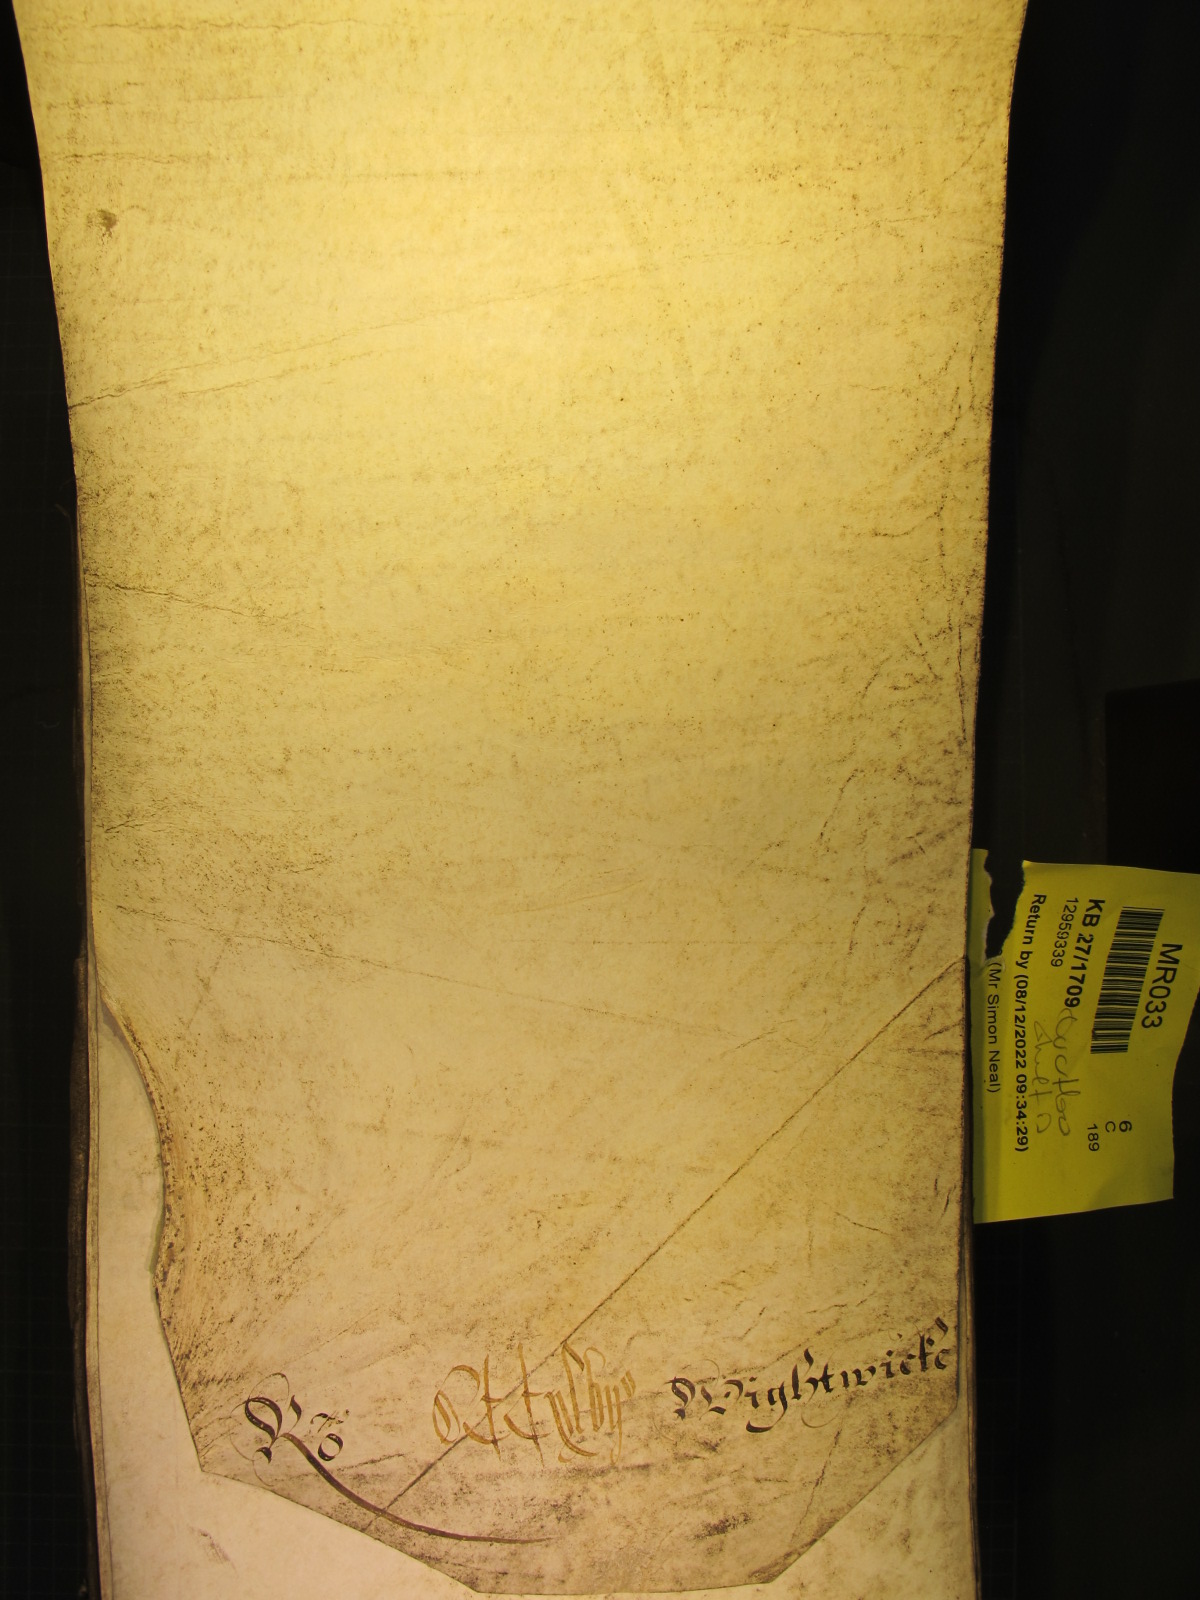 Ro Wightwicke
MR033
KB 27/1709
12959339
Return by (08/12/2022 09:34:29)
(Mr Simon Neal)
6
C
189